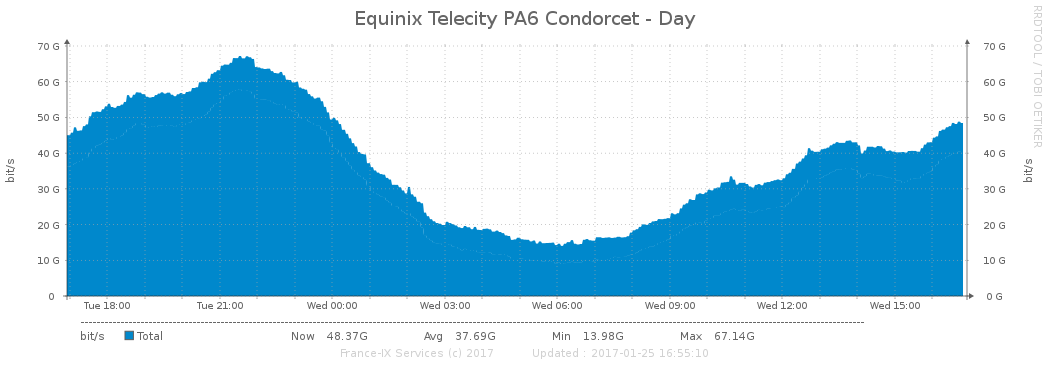 Equinix Telecity PA6 Condorcet - Day
RRDTOOL / TOBI OETIKER
bit/s
bit/s
70 G 70 G
60 G 60 G
50 G 50 G
40 G 40 G
30 G 30 G
20 G 20 G
10 G 10 G
0 0 G
Tue 18:00 Tue 21:00 Wed 00:00 Wed 03:00 Wed 06:00 Wed 09:00 Wed 12:00 Wed 15:00
bit/s Total Now 48.37G Avg 37.69G Min 13.98G Max 67.14G
France-IX Services (c) 2017 Updated : 2017-01-25 16:55:10